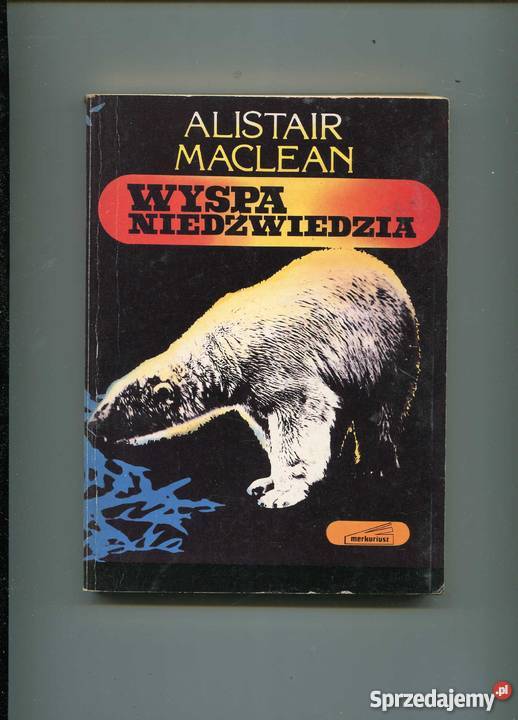 ALISTAIR
MACLEAN
WYSPA
NIEDŹWIEDZIA
merkuriusz
Sprzedajemy.pl